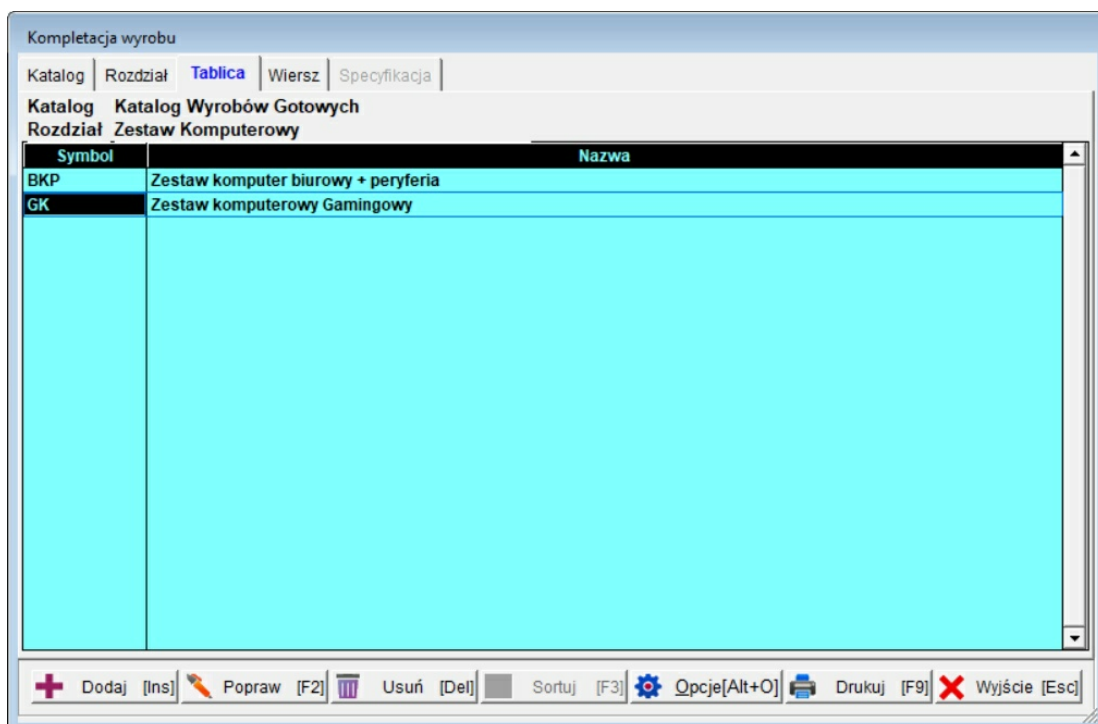 Kompletacja wyrobu
Katalog Rozdział Tablica Wiersz Specyfikacja
Katalog Katalog Wyrobów Gotowych
Rozdział Zestaw Komputerowy
Symbol Nazwa
BKP Zestaw komputer biurowy + peryferia
GK Zestaw komputerowy Gamingowy
Dodaj [Ins] Popraw [F2] Usuń [Del] Sortuj [F3] Opcje[Alt+O] Drukuj [F9] Wyjście [Esc]